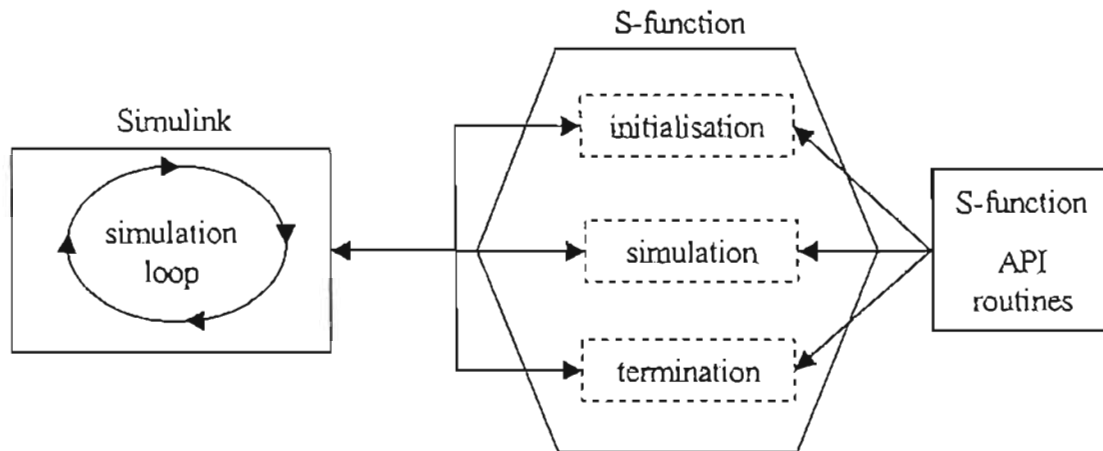 S-function
Simulink
initialisation
simulation
loop
simulation
termination
S-function
API
routines